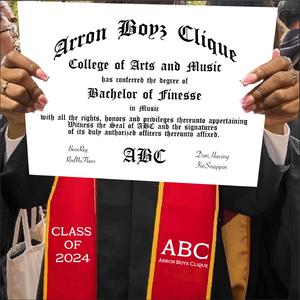 Arron Boyz Clique
College of Arts and Music
has conferred the degree of
Bachelor of Finesse
in Music
with all the rights, honors and privileges thereunto appertaining
Witness the Seal of ABC and the signatures
of its duly authorized officers thereunto affixed.
ABC
CLASS
OF
2024
ABC
ARRON BOYS CLIQUE